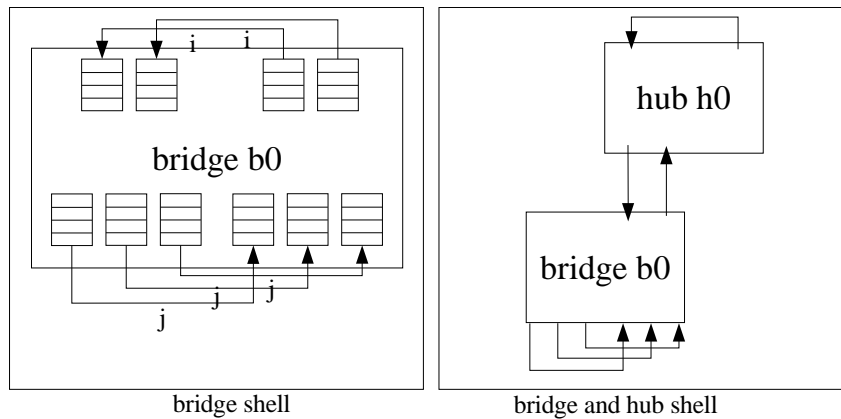 i i
bridge b0
j j j
bridge shell
hub h0
bridge b0
bridge and hub shell